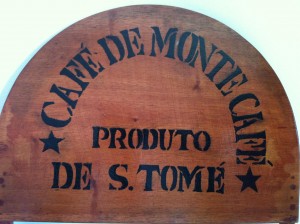 CAFÉ DE MONTE CAFÉ
PRODUTO
DE S. TOMÉ